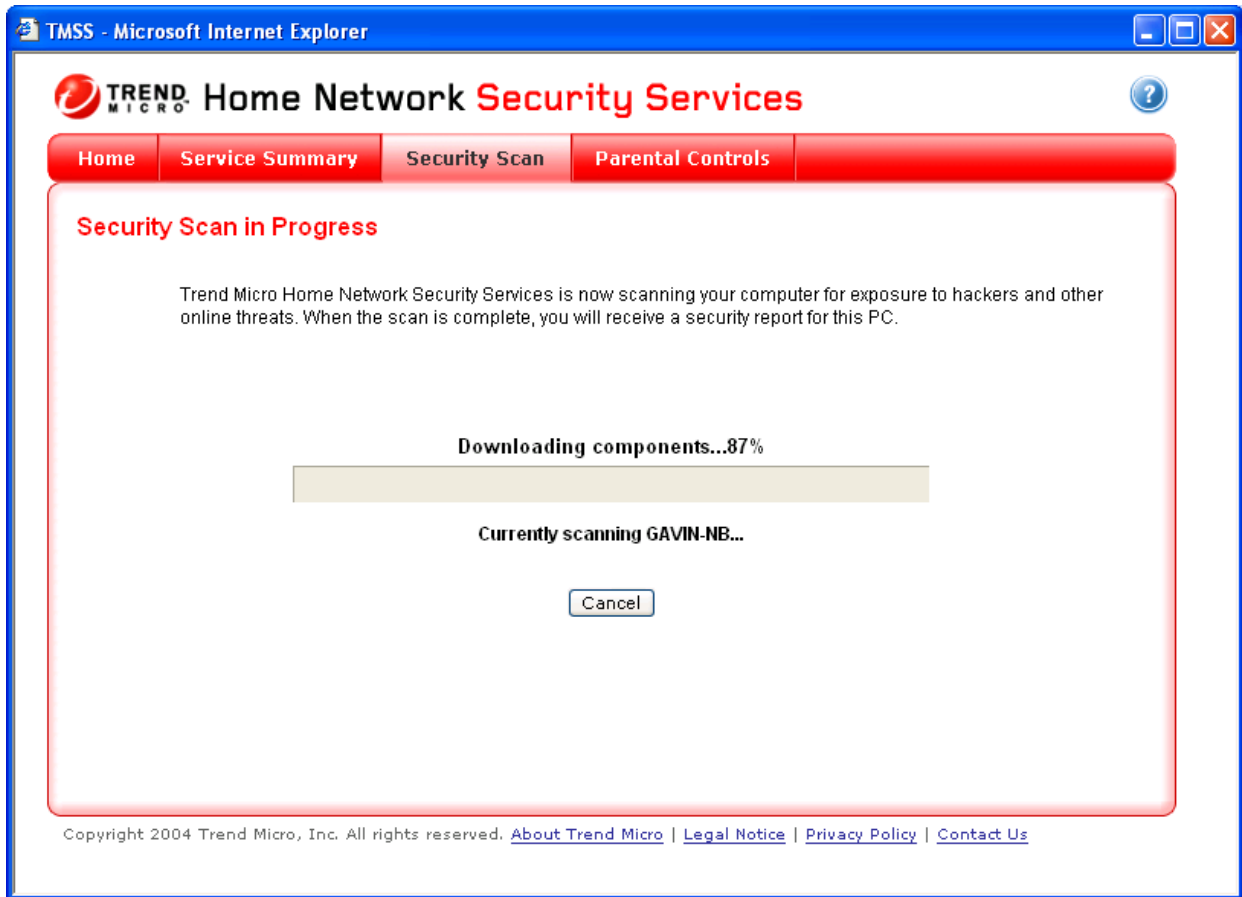 TMSS - Microsoft Internet Explorer
TREND MICRO Home Network Security Services
?
Home Service Summary Security Scan Parental Controls
Security Scan in Progress
Trend Micro Home Network Security Services is now scanning your computer for exposure to hackers and other
online threats. When the scan is complete, you will receive a security report for this PC.
Downloading components...87%
Currently scanning GAVIN-NB...
Cancel
Copyright 2004 Trend Micro, Inc. All rights reserved. About Trend Micro | Legal Notice | Privacy Policy | Contact Us